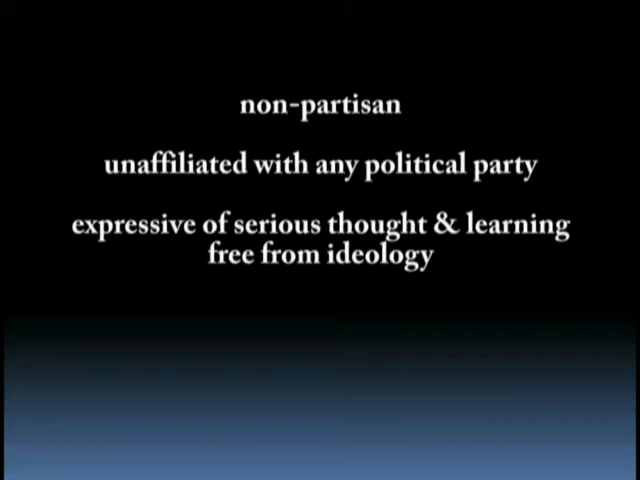 non-partisan
unaffiliated with any political party
expressive of serious thought & learning
free from ideology